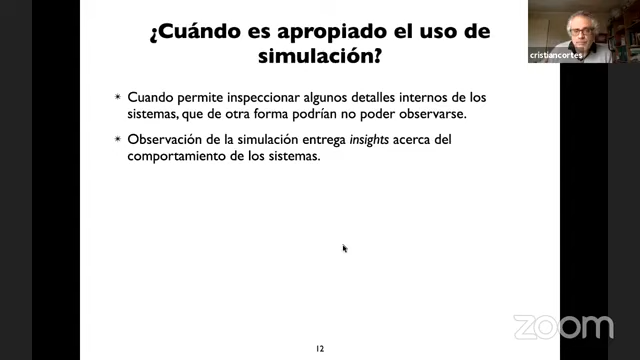 ¿Cuándo es apropiado el uso de
simulación?
cristiancortes
* Cuando permite inspeccionar algunos detalles internos de los
sistemas, que de otra forma podrían no poder observarse.
* Observación de la simulación entrega insights acerca del
comportamiento de los sistemas.
zoom
12